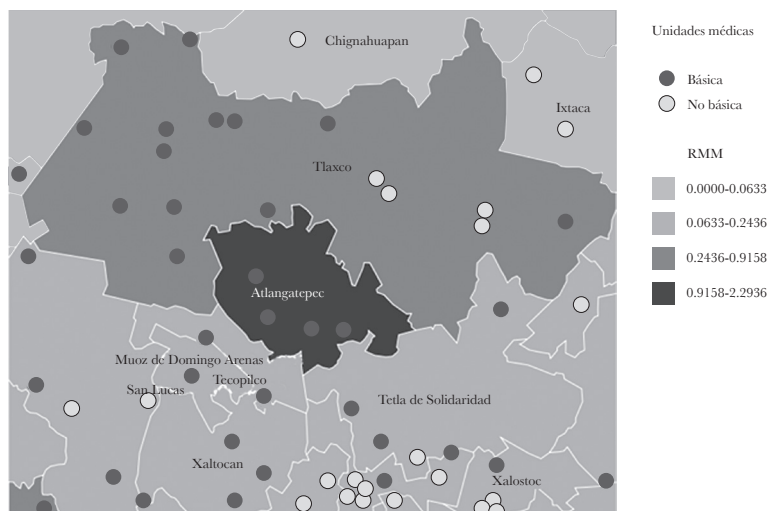 Chignahuapan
Ixtaca
Tlaxco
Atlangatepec
Muoz de Domingo Arenas
San Lucas
Tecopilco
Tetla de Solidaridad
Xaltocan
Xalostoc
Unidades médicas
Básica
No básica
RMM
0.0000-0.0633
0.0633-0.2436
0.2436-0.9158
0.9158-2.2936